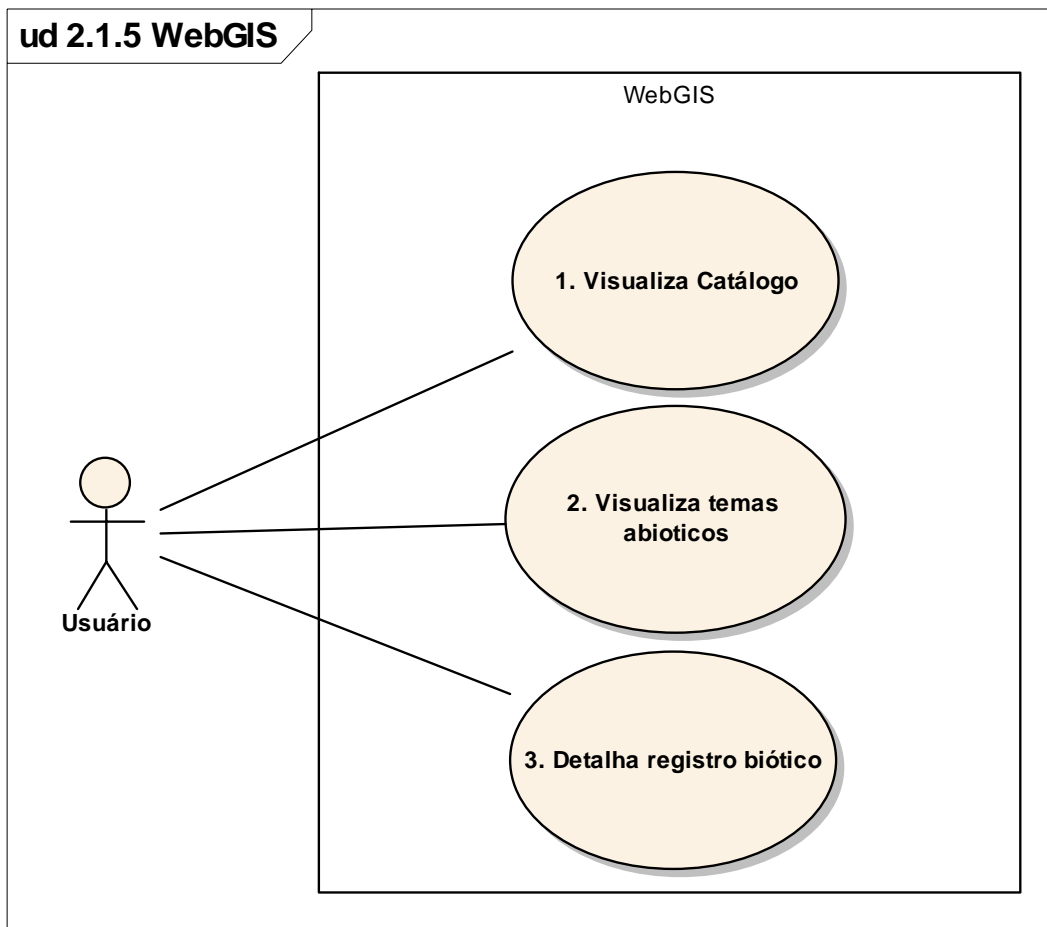 ud 2.1.5 WebGIS
WebGIS
1. Visualiza Catálogo
2. Visualiza temas
abioticos
Usuário
3. Detalha registro biótico